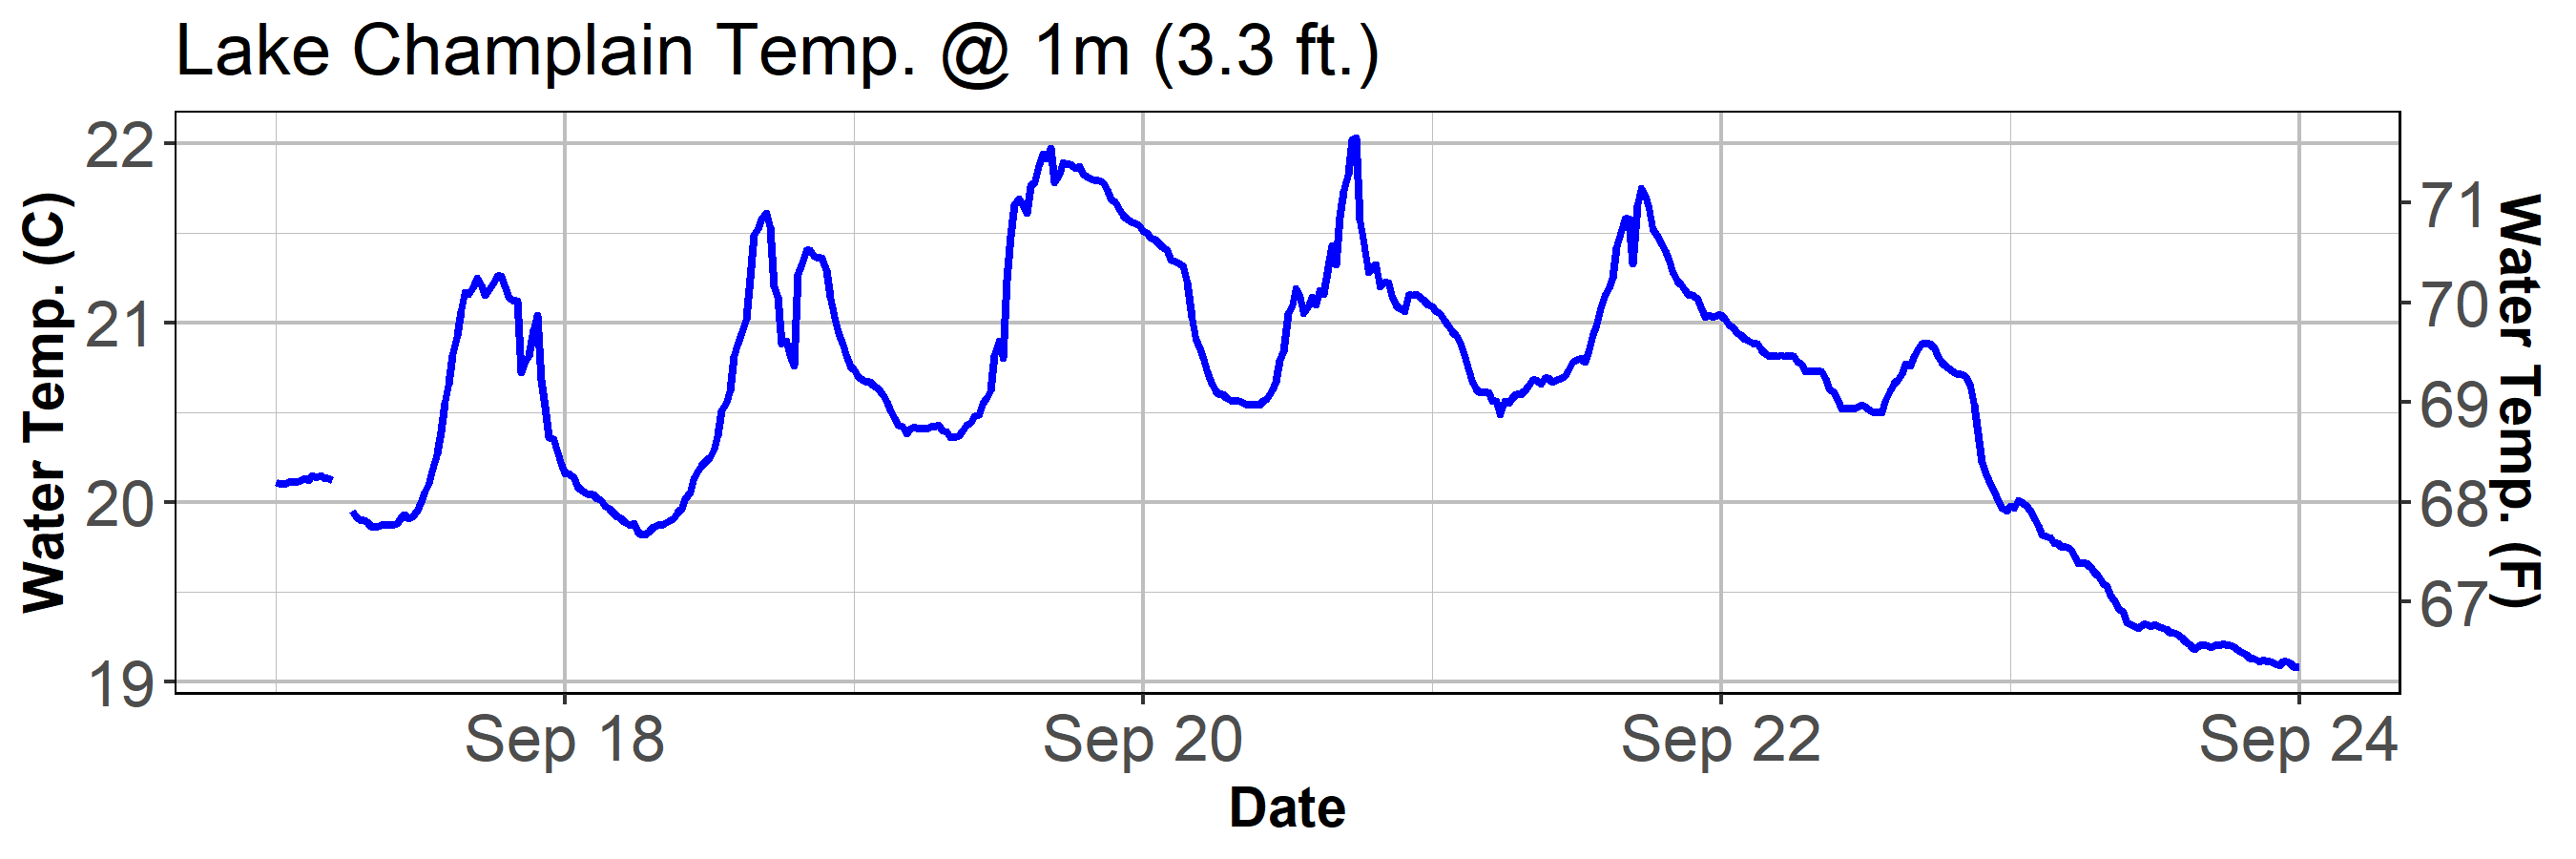 Lake Champlain Temp. @ 1m (3.3 ft.)
Water Temp. (C)
22
21
20
19
71
70
69
68
67
Water Temp. (F)
Sep 18
Sep 20
Sep 22
Sep 24
Date